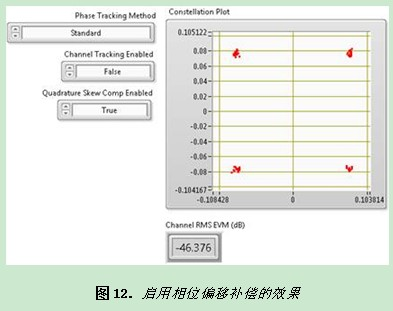 Phase Tracking Method
Standard
Channel Tracking Enabled
False
Quadrature Skew Comp Enabled
True
Constellation Plot
0.105122
0.08
0.06
0.04
0.02
0
-0.02
-0.04
-0.06
-0.08
-0.104167
-0.108428
0
0.103814
Channel RMS EVM (dB)
-46.376
图 12. 启用相位偏移补偿的效果